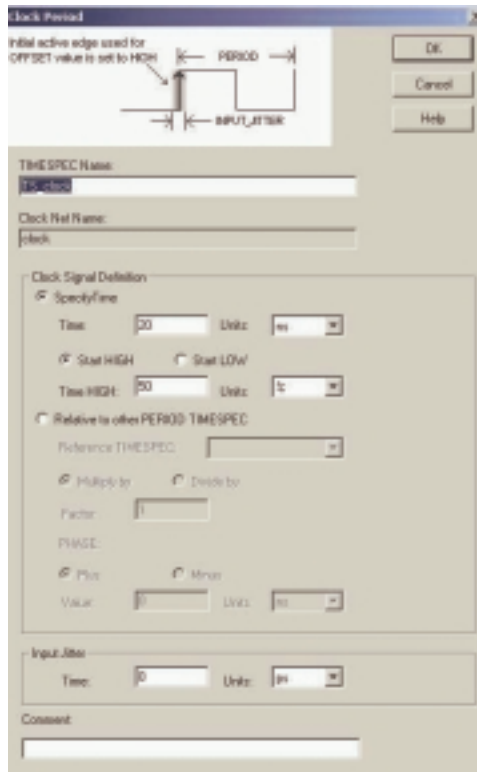 Clock Period
Initial active edge used for
OFFSET value is set to HIGH
PERIOD
INPUT_JITTER
OK
Cancel
Help
TIMESPEC Name:
TS_clock
Clock Net Name:
clock
Clock Signal Definition
Specify Time
Time: 20 Units: ns
Start HIGH Start LOW
Time HIGH: 50 Units: %
Relative to other PERIOD TIMESPEC
Reference TIMESPEC:
Multiply by Divide by
Factor: 1
PHASE:
Plus Minus
Value: 0 Units: ns
Input Jitter
Time: 0 Units: ps
Comment: